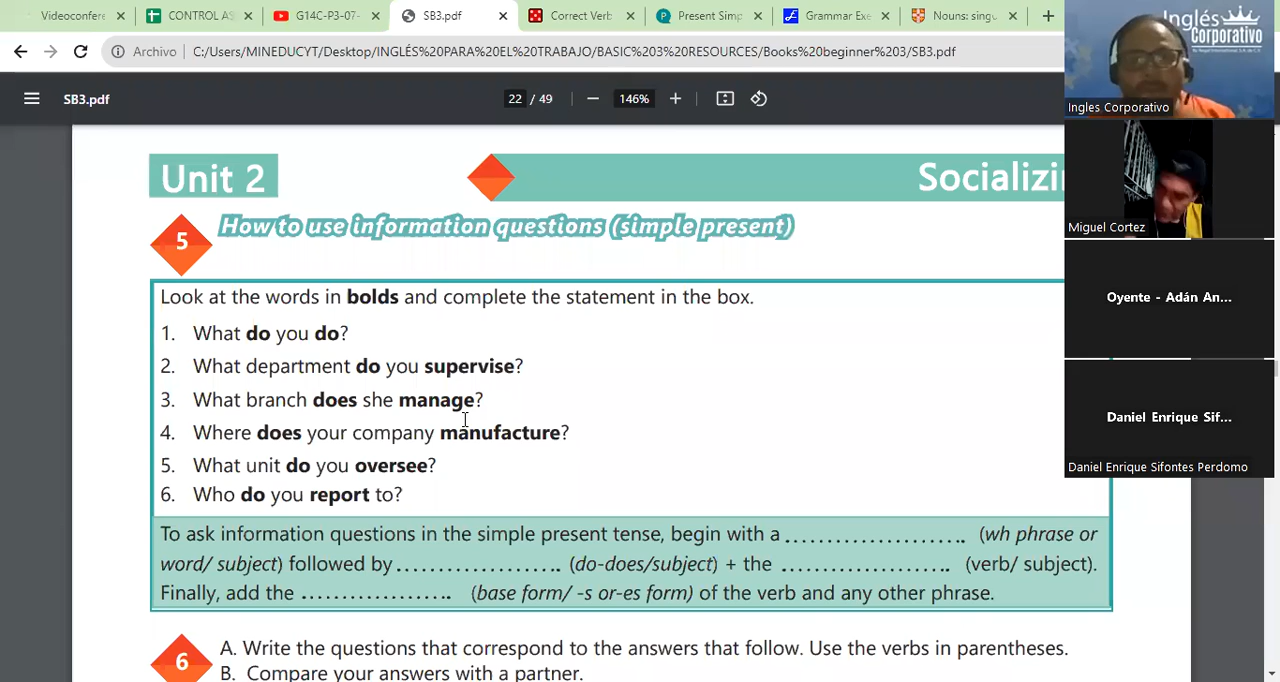 Videoconfere
CONTROL AS
G14C-P3-07-
SB3.pdf
Correct Verb
Present Simp
Grammar Exe
Nouns: singu
Archivo
C:/Users/MINEDUCYT/Desktop/INGLÉS%20PARA%20EL%20TRABAJO/BASIC%203%20RESOURCES/Books%20beginner%203/SB3.pdf
SB3.pdf
22 / 49
146%
Inglés Corporativo
Ingles Corporativo
Miguel Cortez
Oyente - Adán An...
Daniel Enrique Sif...
Daniel Enrique Sifontes Perdomo
Unit 2
Socializi
5
How to use information questions (simple present)
Look at the words in bolds and complete the statement in the box.
1. What do you do?
2. What department do you supervise?
3. What branch does she manage?
4. Where does your company manufacture?
5. What unit do you oversee?
6. Who do you report to?
To ask information questions in the simple present tense, begin with a ..................... (wh phrase or
word/ subject) followed by ..................... (do-does/subject) + the ..................... (verb/ subject).
Finally, add the ................... (base form/ -s or-es form) of the verb and any other phrase.
6
A. Write the questions that correspond to the answers that follow. Use the verbs in parentheses.
B. Compare your answers with a partner.